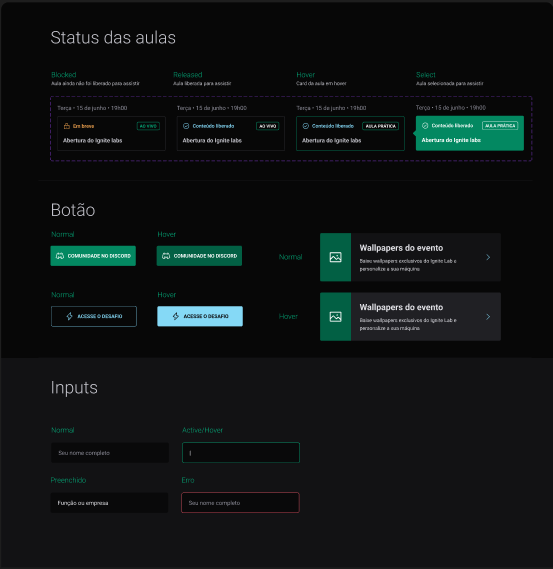 Status das aulas
Blocked
Aula ainda não foi liberado para assistir
Released
Aula liberada para assistir
Hover
Card da aula em hover
Select
Aula selecionada para assistir
Terça • 15 de junho • 19h00
Em breve
AO VIVO
Abertura do Ignite labs
Terça • 15 de junho • 19h00
Conteúdo liberado
AO VIVO
Abertura do Ignite labs
Terça • 15 de junho • 19h00
Conteúdo liberado
AULA PRÁTICA
Abertura do Ignite labs
Terça • 15 de junho • 19h00
Conteúdo liberado
AULA PRÁTICA
Abertura do Ignite labs
Botão
Normal
COMUNIDADE NO DISCORD
Hover
COMUNIDADE NO DISCORD
Normal
Wallpapers do evento
Baixe wallpapers exclusivos do Ignite Lab e
personalize a sua máquina
Normal
ACESSE O DESAFIO
Hover
ACESSE O DESAFIO
Hover
Wallpapers do evento
Baixe wallpapers exclusivos do Ignite Lab e
personalize a sua máquina
Inputs
Normal
Seu nome completo
Active/Hover
Preenchido
Função ou empresa
Erro
Seu nome completo